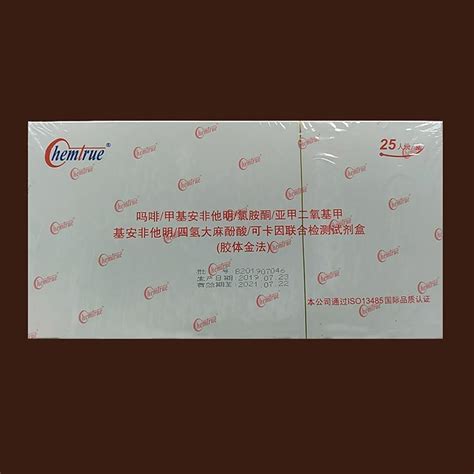 Chemtrue®
25人份/盒
吗啡/甲基安非他明/氯胺酮/亚甲二氧基甲
基安非他明/四氢大麻酚酸/可卡因联合检测试剂盒
(胶体金法)
批 号 B201907046
生产日期 2019.07.23
有效期至 2021.07.22
本公司通过ISO13485国际品质认证